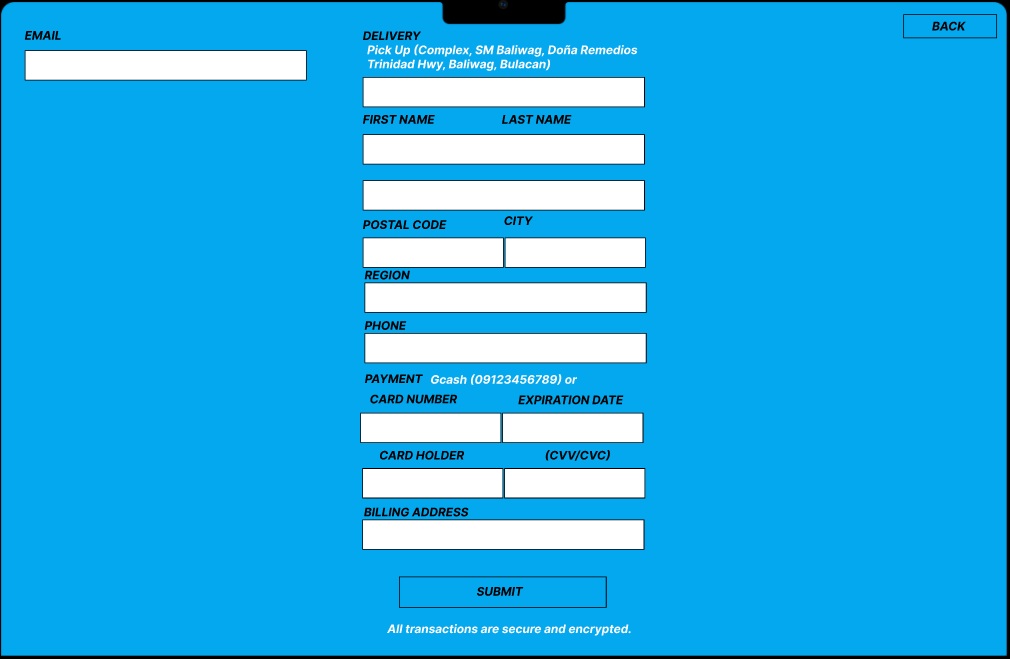 BACK
EMAIL
DELIVERY
Pick Up (Complex, SM Baliwag, Doña Remedios
Trinidad Hwy, Baliwag, Bulacan)
FIRST NAME LAST NAME
POSTAL CODE CITY
REGION
PHONE
PAYMENT Gcash (09123456789) or
CARD NUMBER EXPIRATION DATE
CARD HOLDER (CVV/CVC)
BILLING ADDRESS
SUBMIT
All transactions are secure and encrypted.